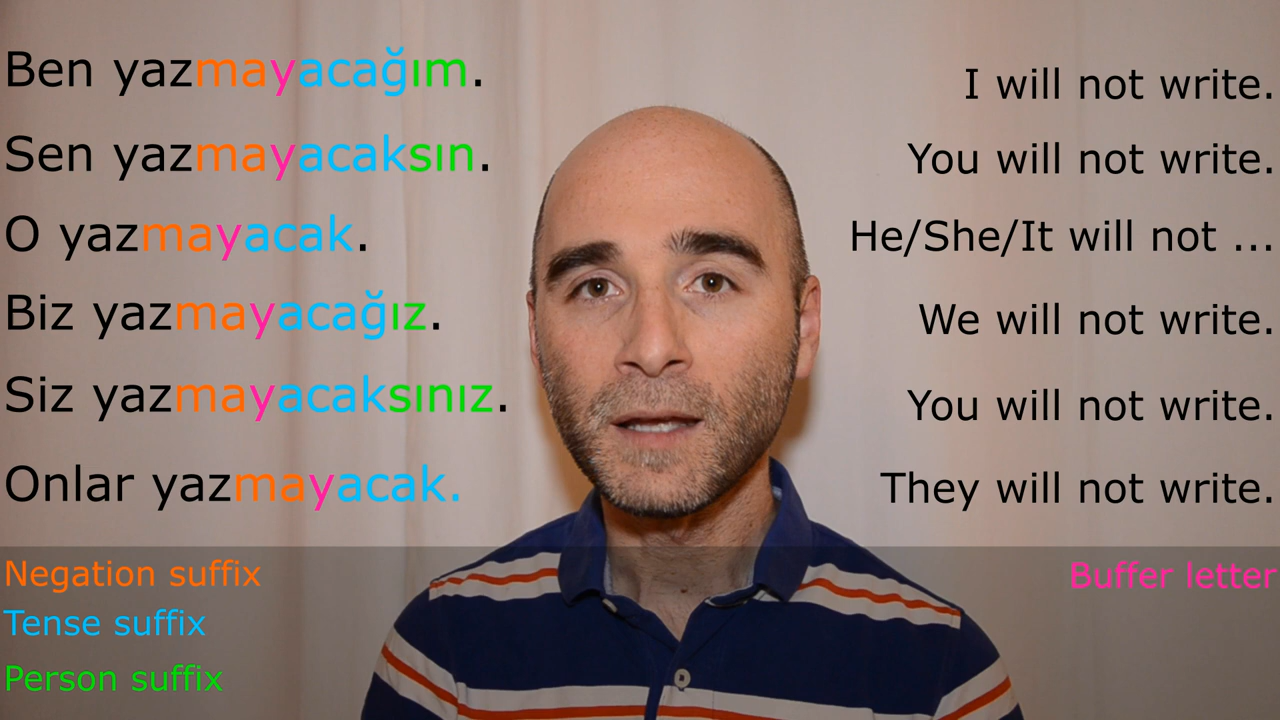 Ben yazmayacağım.
I will not write.
Sen yazmayacaksın.
You will not write.
O yazmayacak.
He/She/It will not ...
Biz yazmayacağız.
We will not write.
Siz yazmayacaksınız.
You will not write.
Onlar yazmayacak.
They will not write.
Negation suffix
Buffer letter
Tense suffix
Person suffix